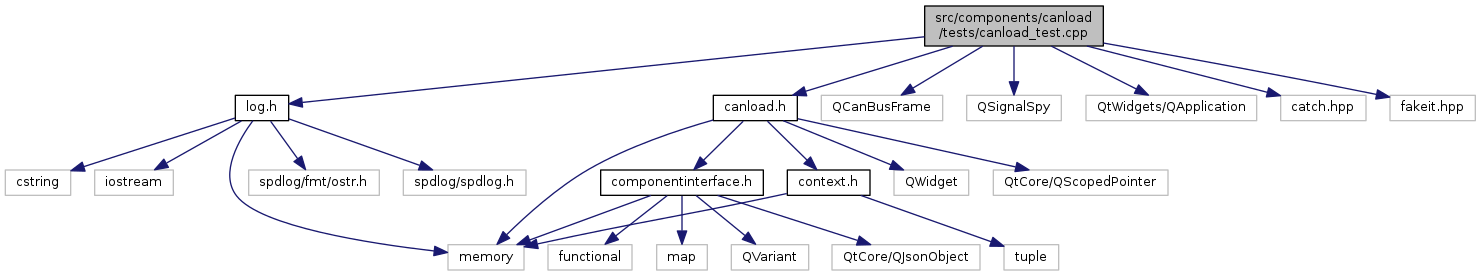 src/components/canload
/tests/canload_test.cpp
log.h
canload.h
QCanBusFrame
QSignalSpy
QtWidgets/QApplication
catch.hpp
fakeit.hpp
cstring
iostream
spdlog/fmt/ostr.h
spdlog/spdlog.h
componentinterface.h
context.h
QWidget
QtCore/QScopedPointer
memory
functional
map
QVariant
QtCore/QJsonObject
tuple